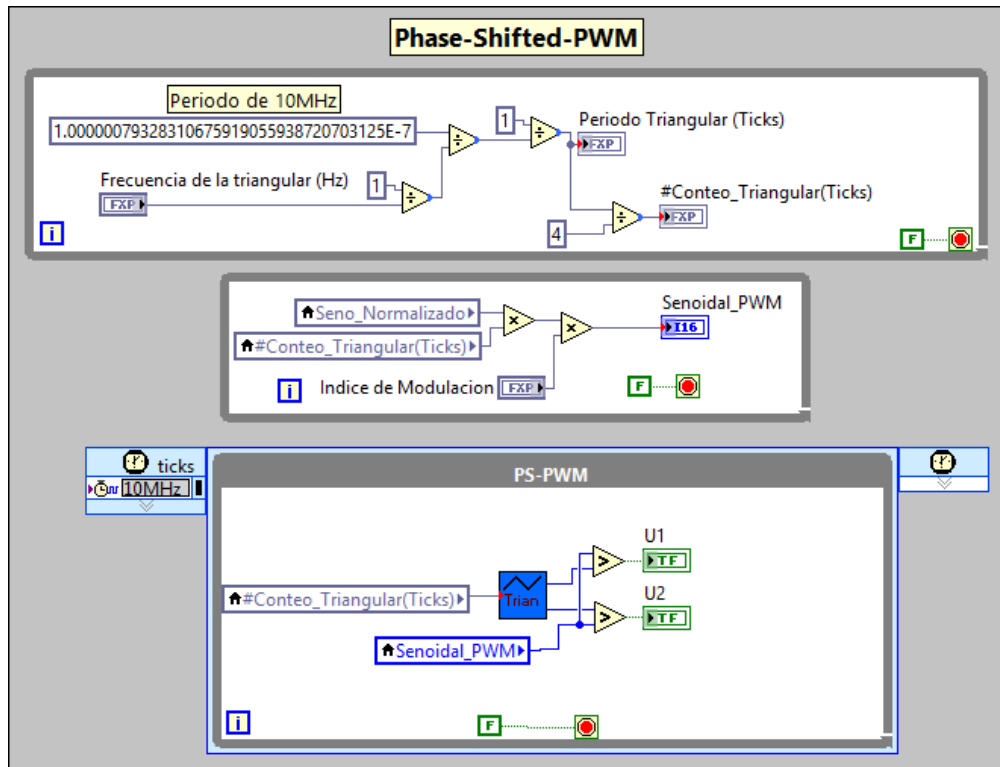 Phase-Shifted-PWM
Periodo de 10MHz
1.00000079328310675919055938720703125E-7
1
Periodo Triangular (Ticks)
FXP
Frecuencia de la triangular (Hz)
1
FXP
#Conteo_Triangular(Ticks)
FXP
4
i
F
Seno_Normalizado
Senoidal_PWM
I16
#Conteo_Triangular(Ticks)
i
Indice de Modulacion
FXP
F
ticks
10MHz
PS-PWM
U1
TF
U2
TF
#Conteo_Triangular(Ticks)
Trian
Senoidal_PWM
i
F